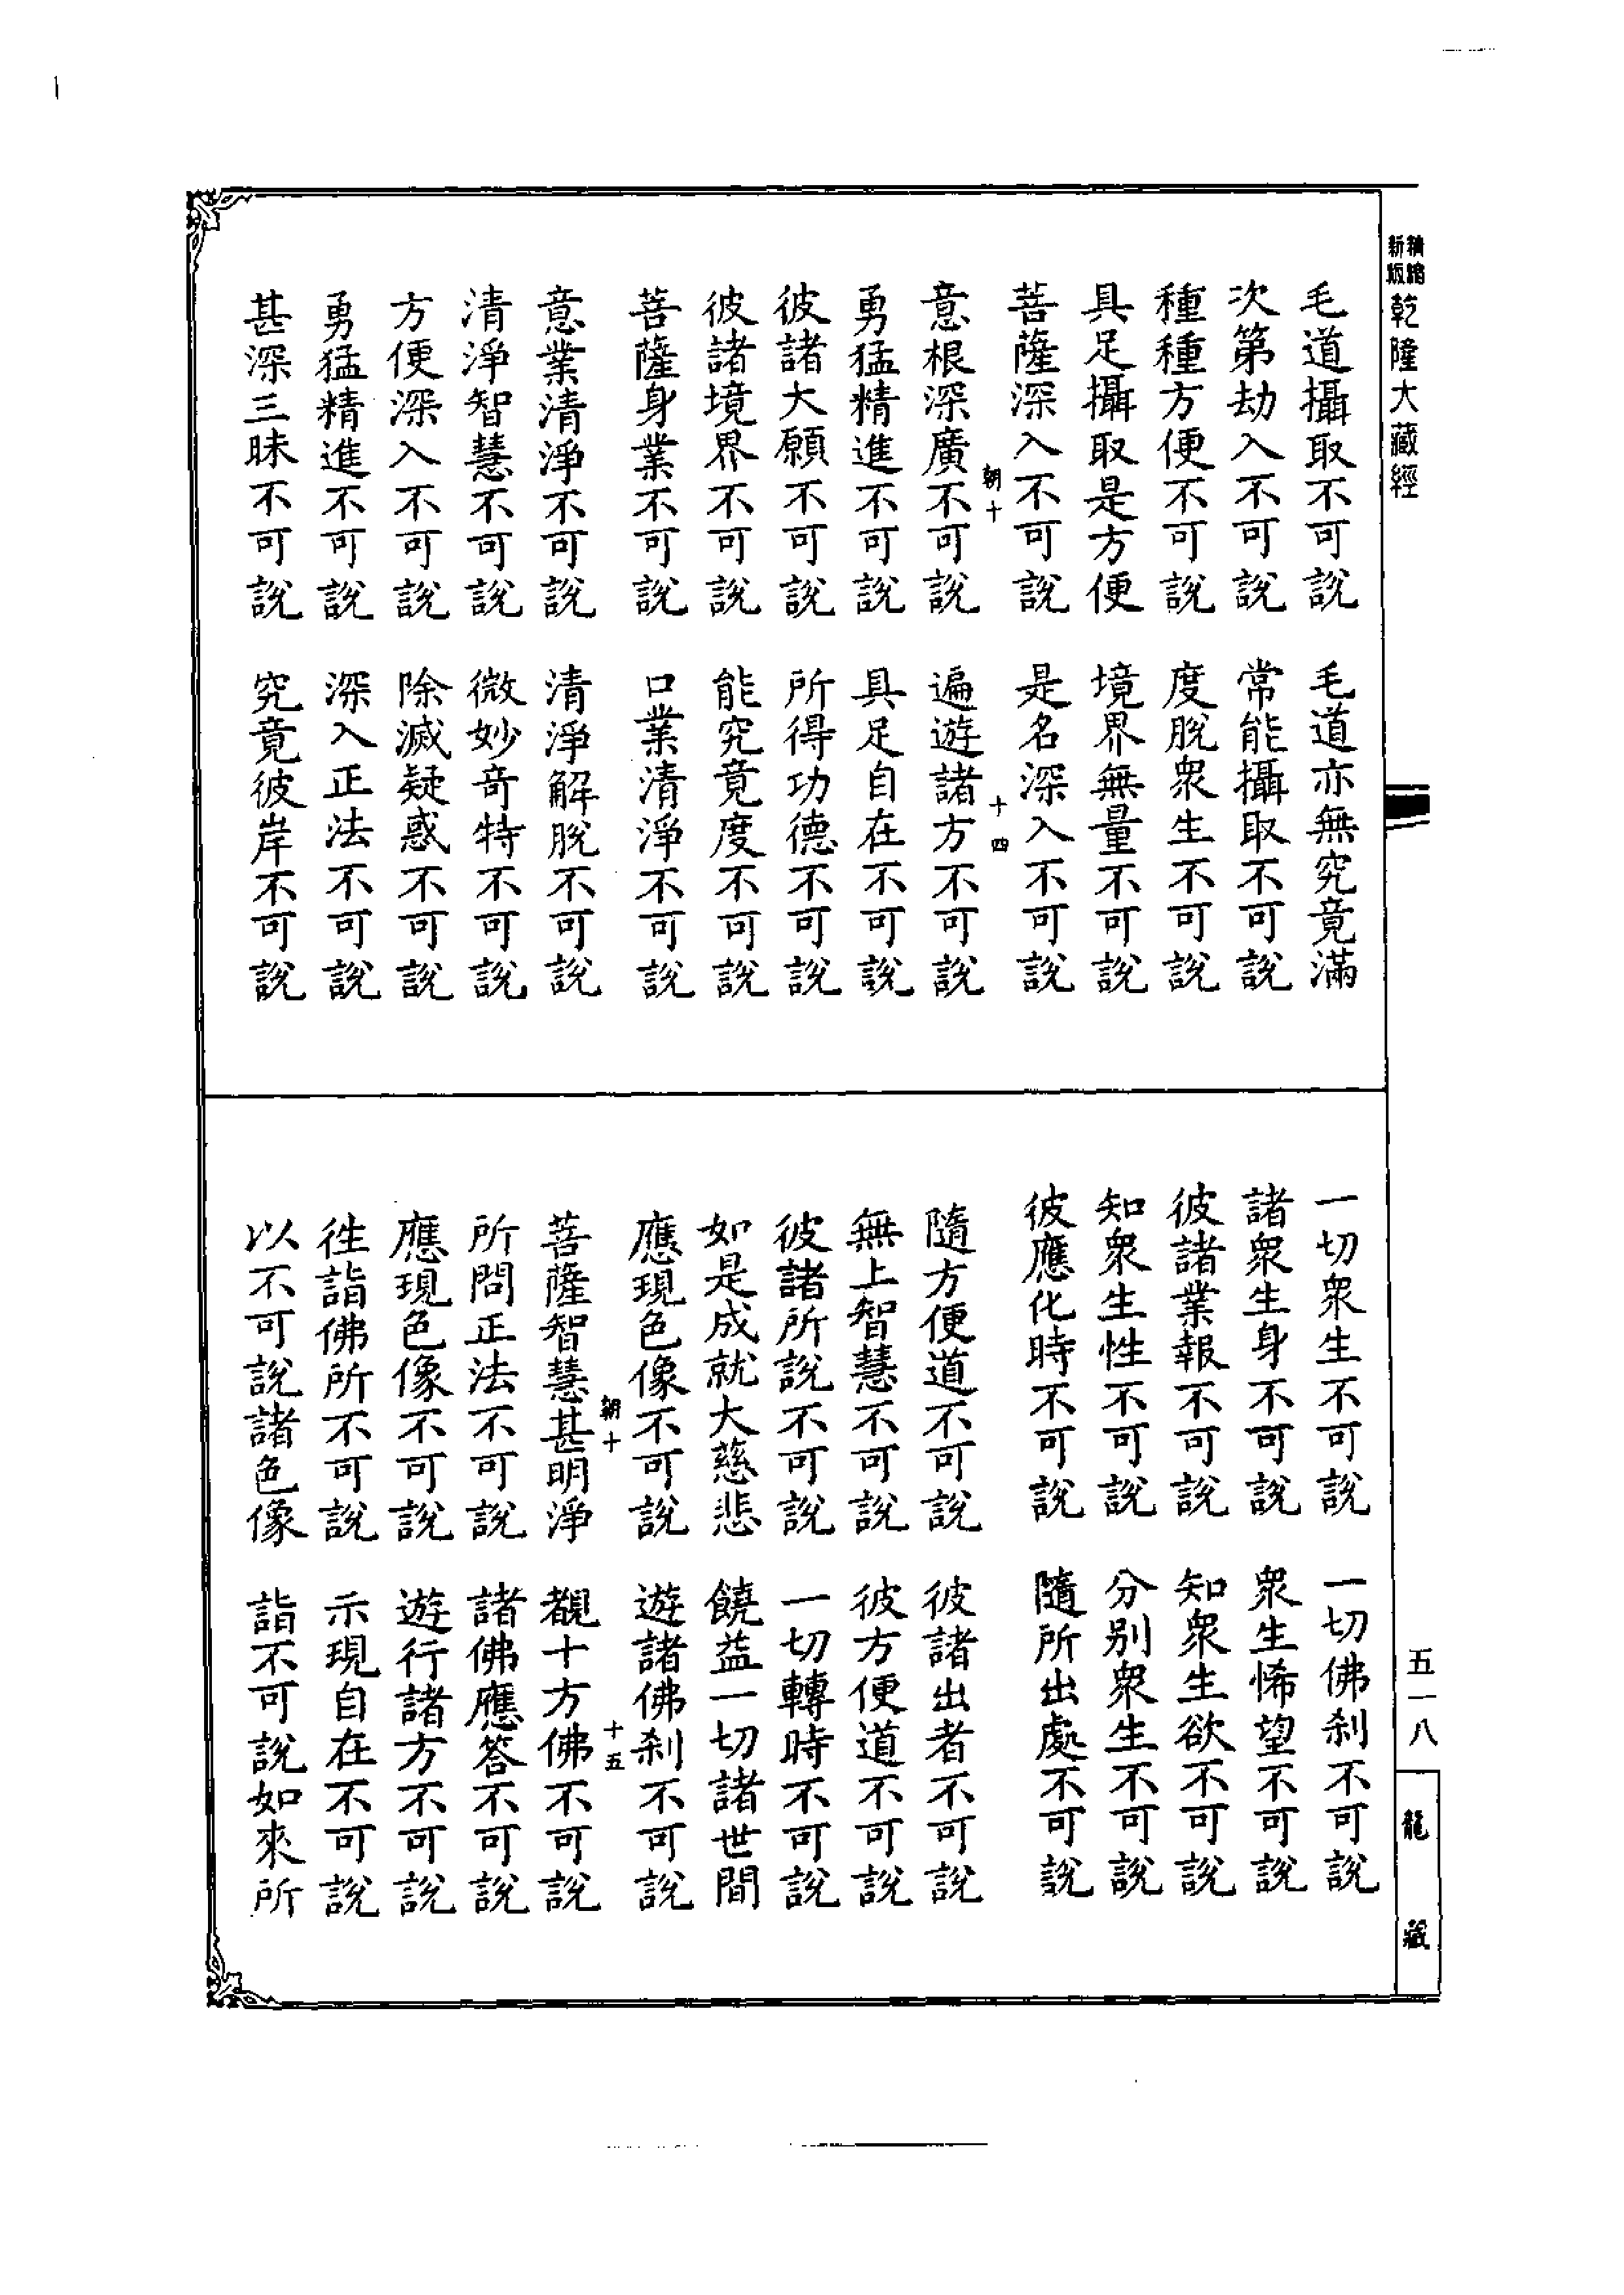 精縮新版乾隆大藏經
毛道攝取不可說 毛道亦無究竟滿
次第劫入不可說 常能攝取不可說
種種方便不可說 度脫衆生不可說
具足攝取是方便 境界無量不可說
菩薩深入不可說 是名深入不可說
朝十 十四
意根深廣不可說 遍遊諸方不可說
勇猛精進不可說 具足自在不可說
彼諸大願不可說 所得功德不可說
彼諸境界不可說 能究竟度不可說
菩薩身業不可說 口業清淨不可說
意業清淨不可說 清淨解脫不可說
清淨智慧不可說 微妙奇特不可說
方便深入不可說 除滅疑惑不可說
勇猛精進不可說 深入正法不可說
甚深三昧不可說 究竟彼岸不可說
一切衆生不可說 一切佛刹不可說
諸衆生身不可說 衆生悕望不可說
彼諸業報不可說 知衆生欲不可說
知衆生性不可說 分别衆生不可說
彼應化時不可說 隨所出處不可說
隨方便道不可說 彼諸出者不可說
無上智慧不可說 彼方便道不可說
彼諸所說不可說 一切轉時不可說
如是成就大慈悲 饒益一切諸世間
應現色像不可說 遊諸佛刹不可說
朝十 十五
菩薩智慧甚明淨 覩十方佛不可說
所問正法不可說 諸佛應答不可說
應現色像不可說 遊行諸方不可說
徃詣佛所不可說 示現自在不可說
以不可說諸色像 詣不可說如來所
五一八
龍藏